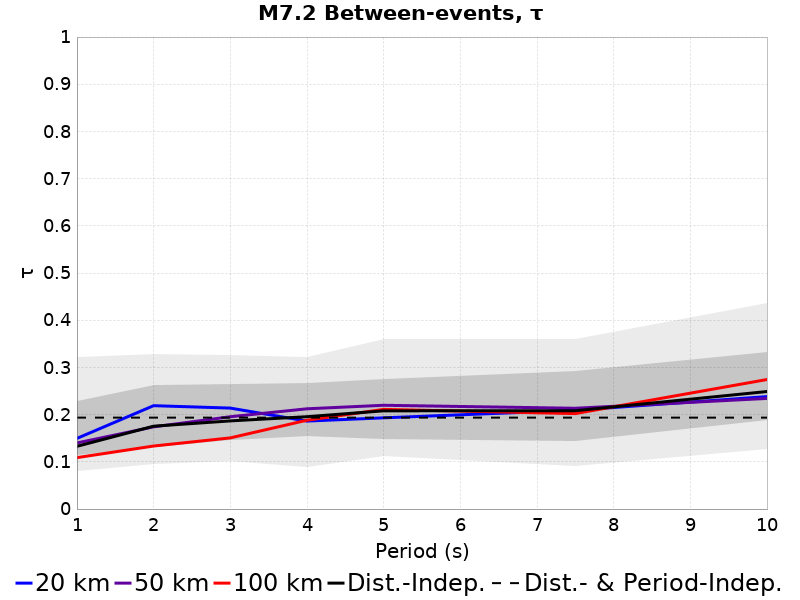 M7.2 Between-events, τ
1
0.9
0.8
0.7
0.6
0.5
0.4
0.3
0.2
0.1
0
τ
1 2 3 4 5 6 7 8 9 10
Period (s)
20 km 50 km 100 km Dist.-Indep. Dist.- & Period-Indep.